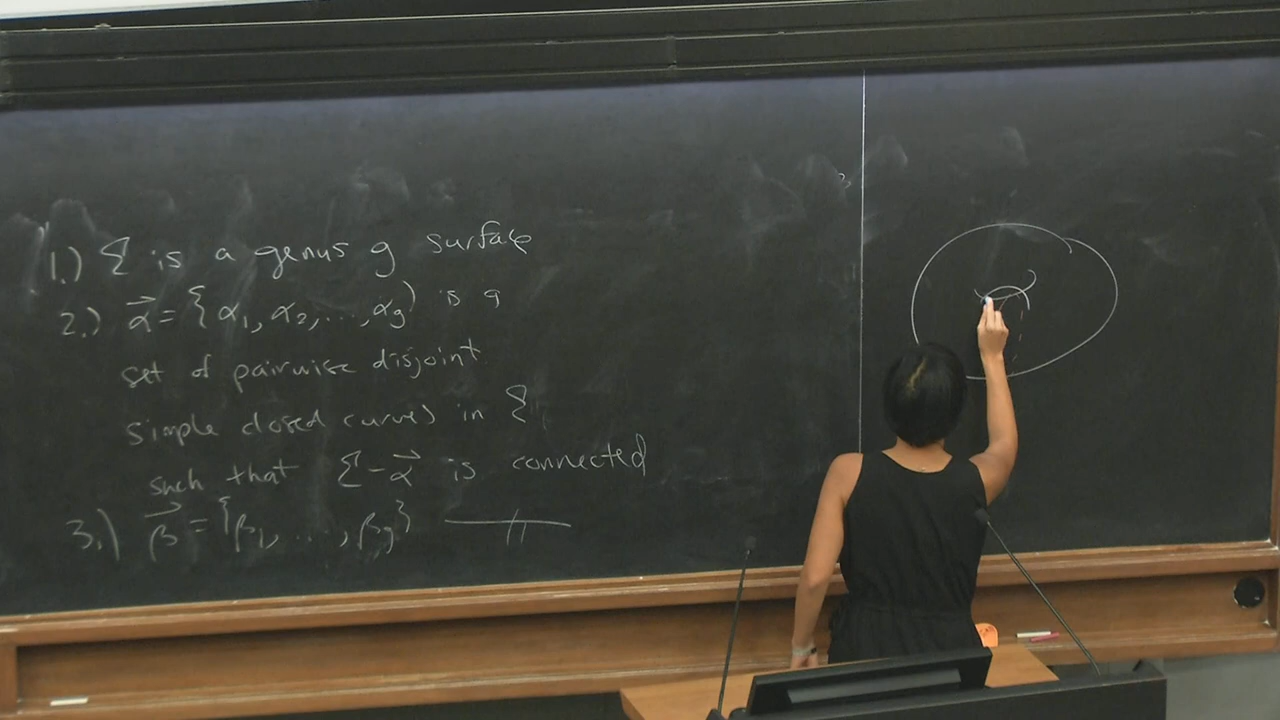 1.) Σ is a genus g surface
2.) α⃗ = {α₁, α₂, ..., αg} is a
set of pairwise disjoint
simple closed curves in Σ
such that Σ - α⃗ is connected
3.) β⃗ = {β₁, ..., βg} —//—